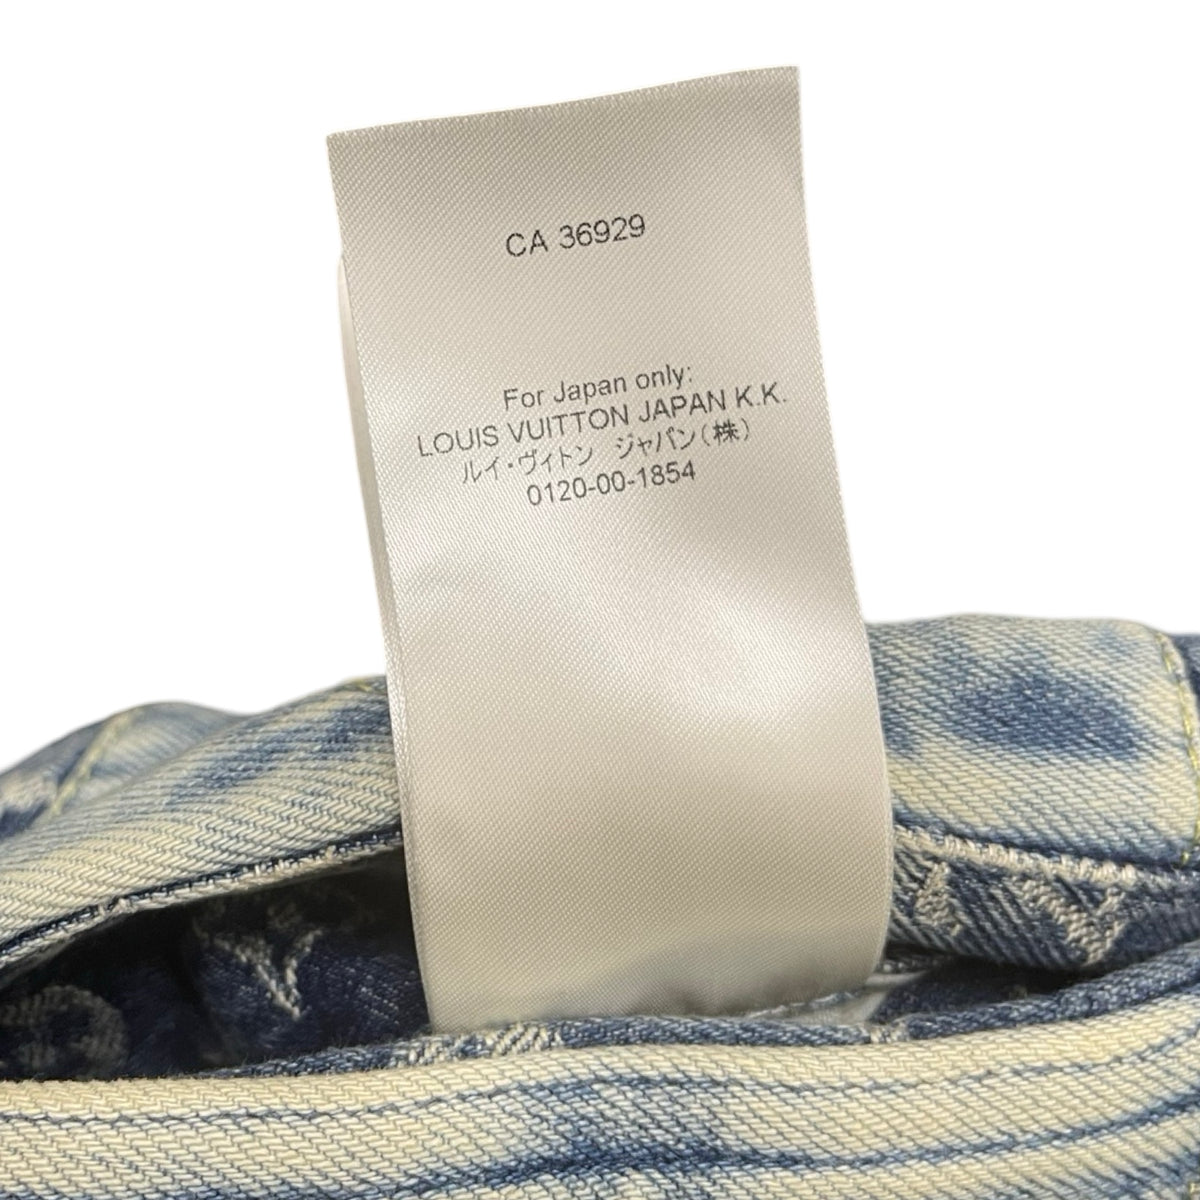 CA 36929
For Japan only:
LOUIS VUITTON JAPAN K.K.
ルイ・ヴィトン ジャパン(株)
0120-00-1854